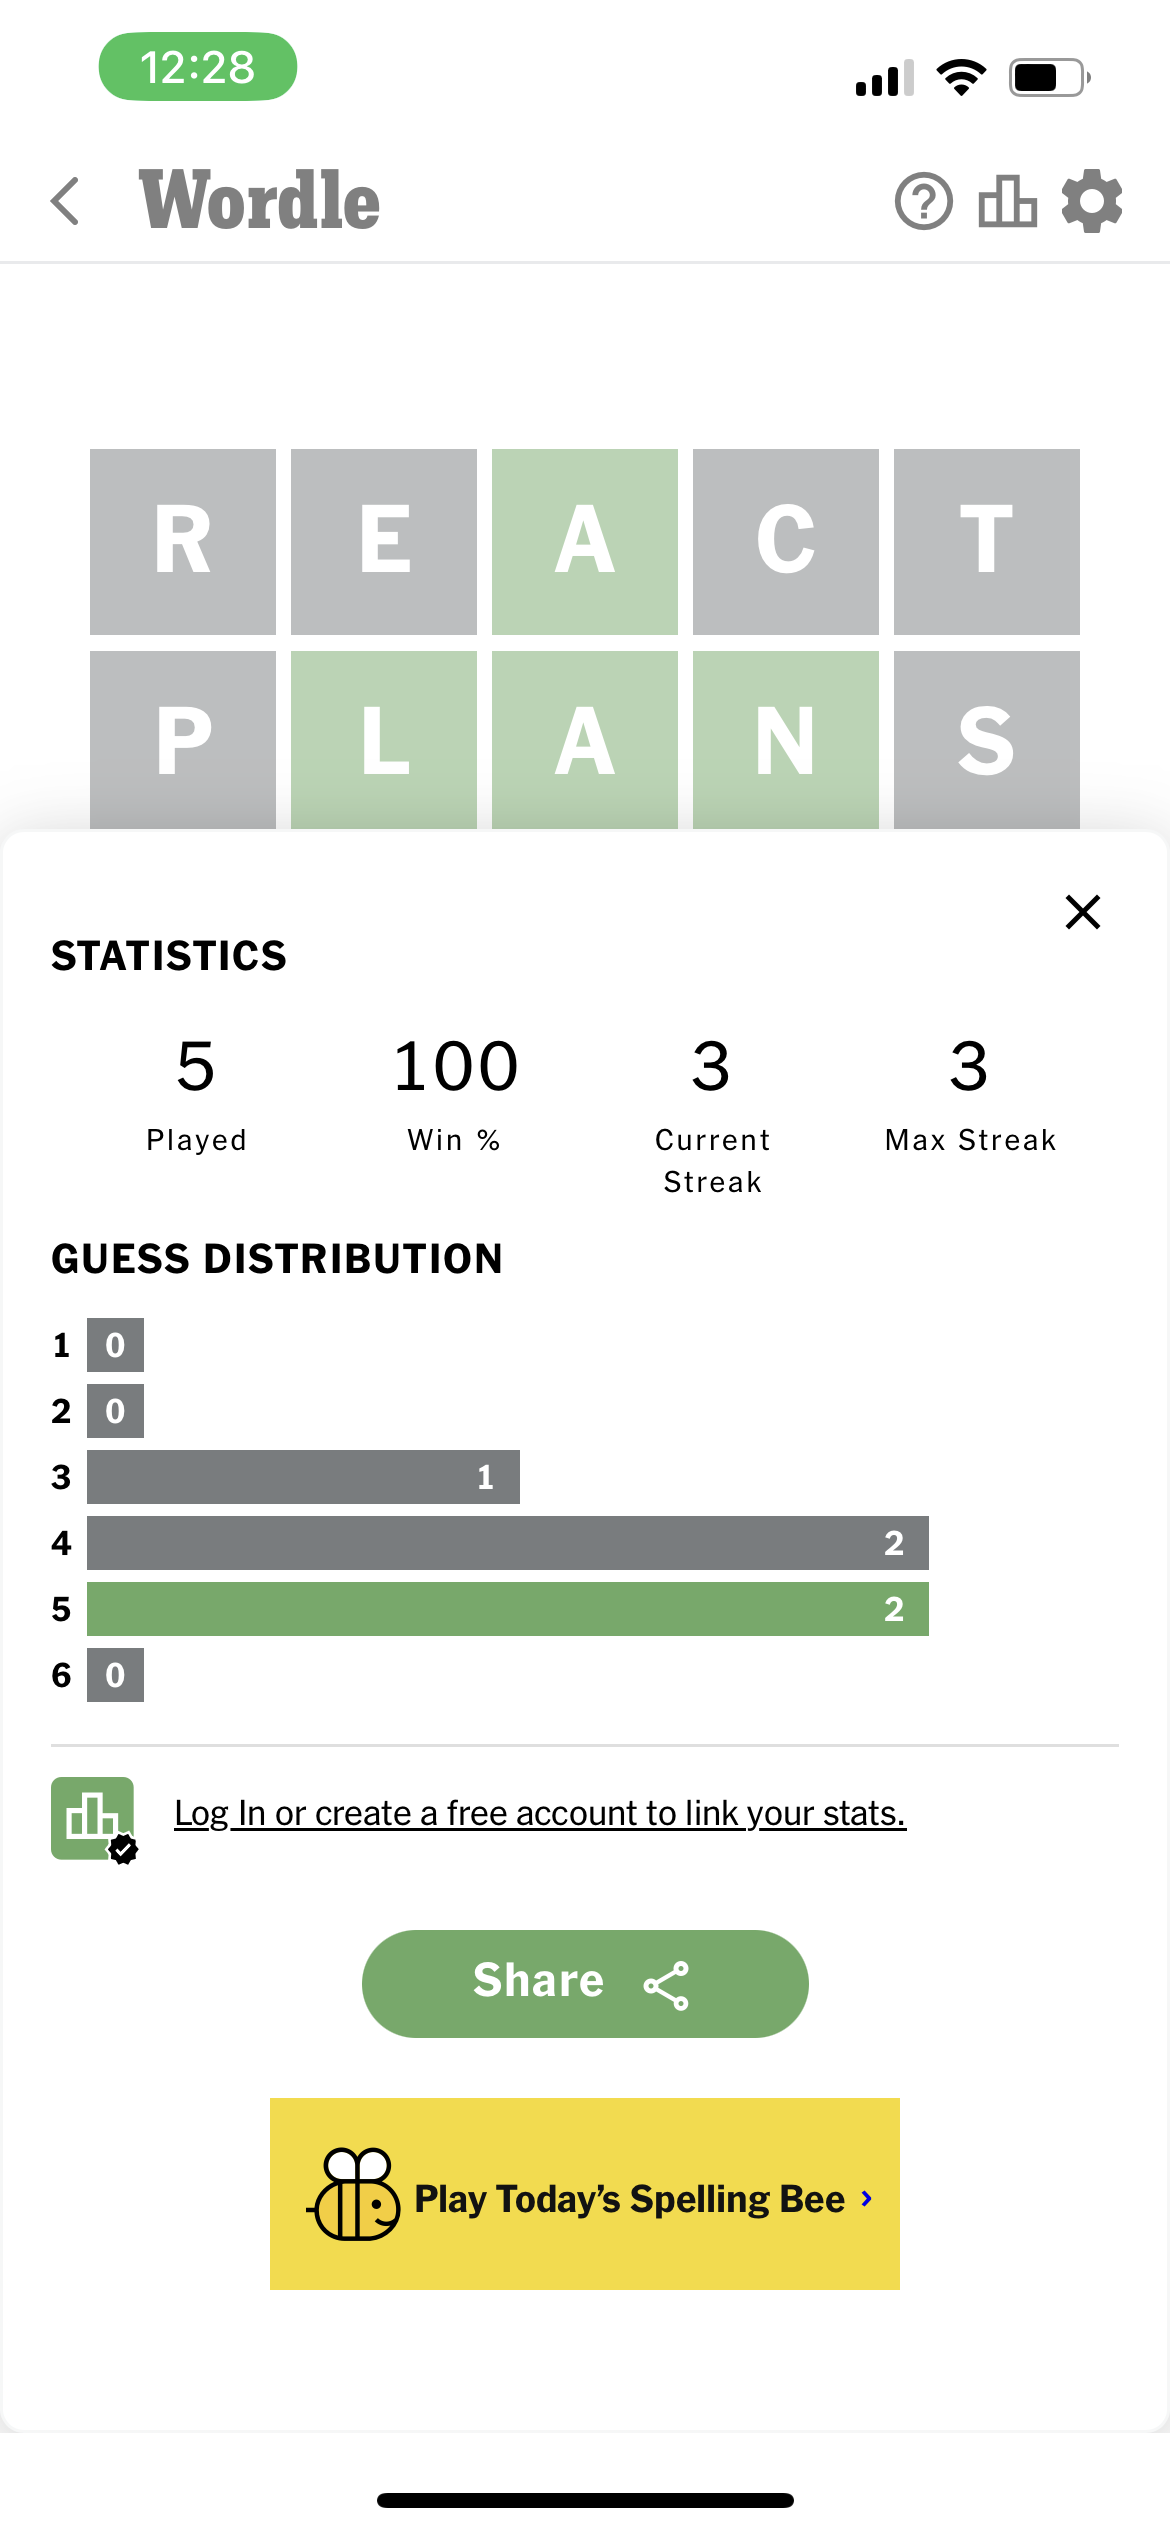 12:28
Wordle
R E A C T
P L A N S
STATISTICS
5 100 3 3
Played Win % Current Streak Max Streak
GUESS DISTRIBUTION
1 0
2 0
3 1
4 2
5 2
6 0
Log In or create a free account to link your stats.
Share
Play Today’s Spelling Bee ›